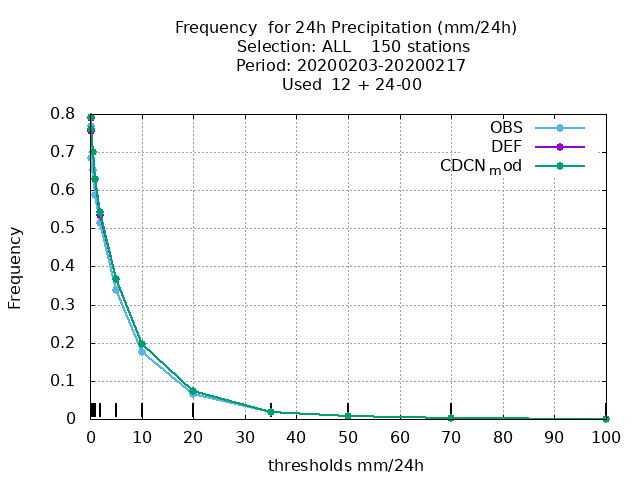 Frequency  for 24h Precipitation (mm/24h)
Selection: ALL    150 stations
Period: 20200203-20200217
Used  12 + 24-00
OBS
DEF
CDCN_mod
Frequency
0.8
0.7
0.6
0.5
0.4
0.3
0.2
0.1
0
0 10 20 30 40 50 60 70 80 90 100
thresholds mm/24h